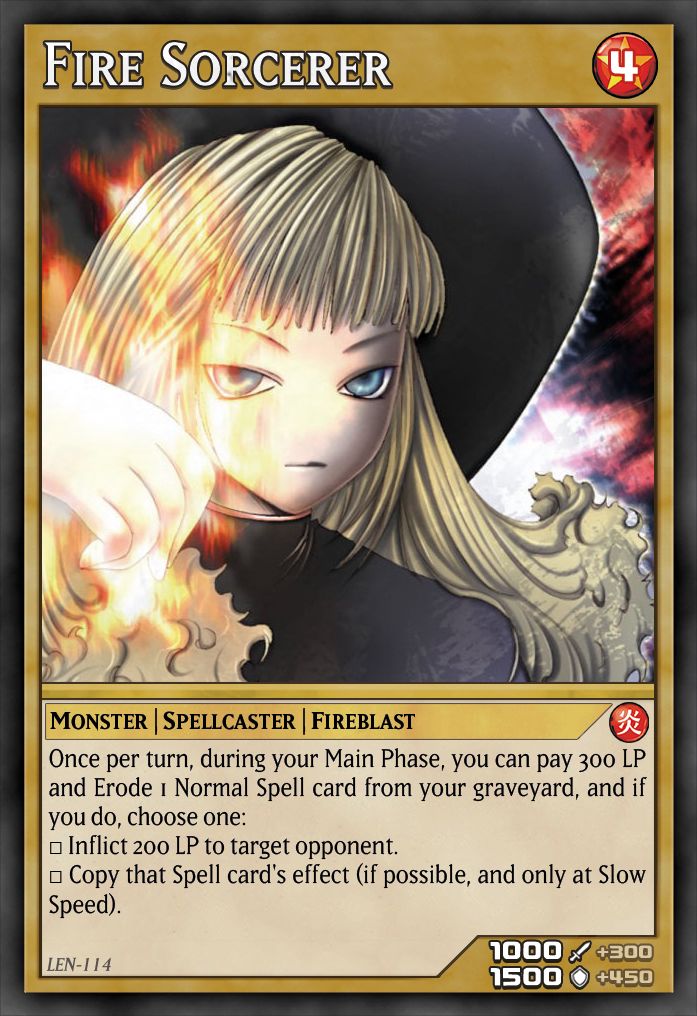 FIRE SORCERER
4
MONSTER | SPELLCASTER | FIREBLAST
炎
Once per turn, during your Main Phase, you can pay 300 LP
and Erode 1 Normal Spell card from your graveyard, and if
you do, choose one:
□ Inflict 200 LP to target opponent.
□ Copy that Spell card's effect (if possible, and only at Slow
Speed).
1000 +300
LEN-114
1500 +450